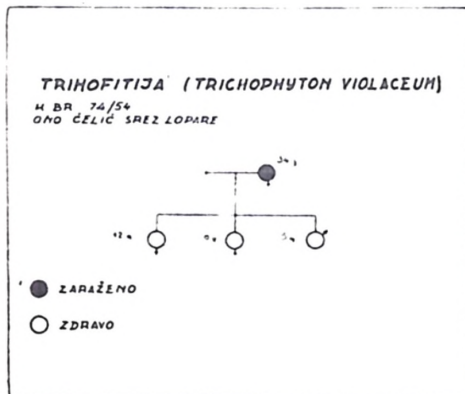 TRIHOFITIJA (TRICHOPHYTON VIOLACEUM)
M BR 74/54
ONO ČELIĆ SREZ LOPARE
ZARAŽENO
ZDRAVO